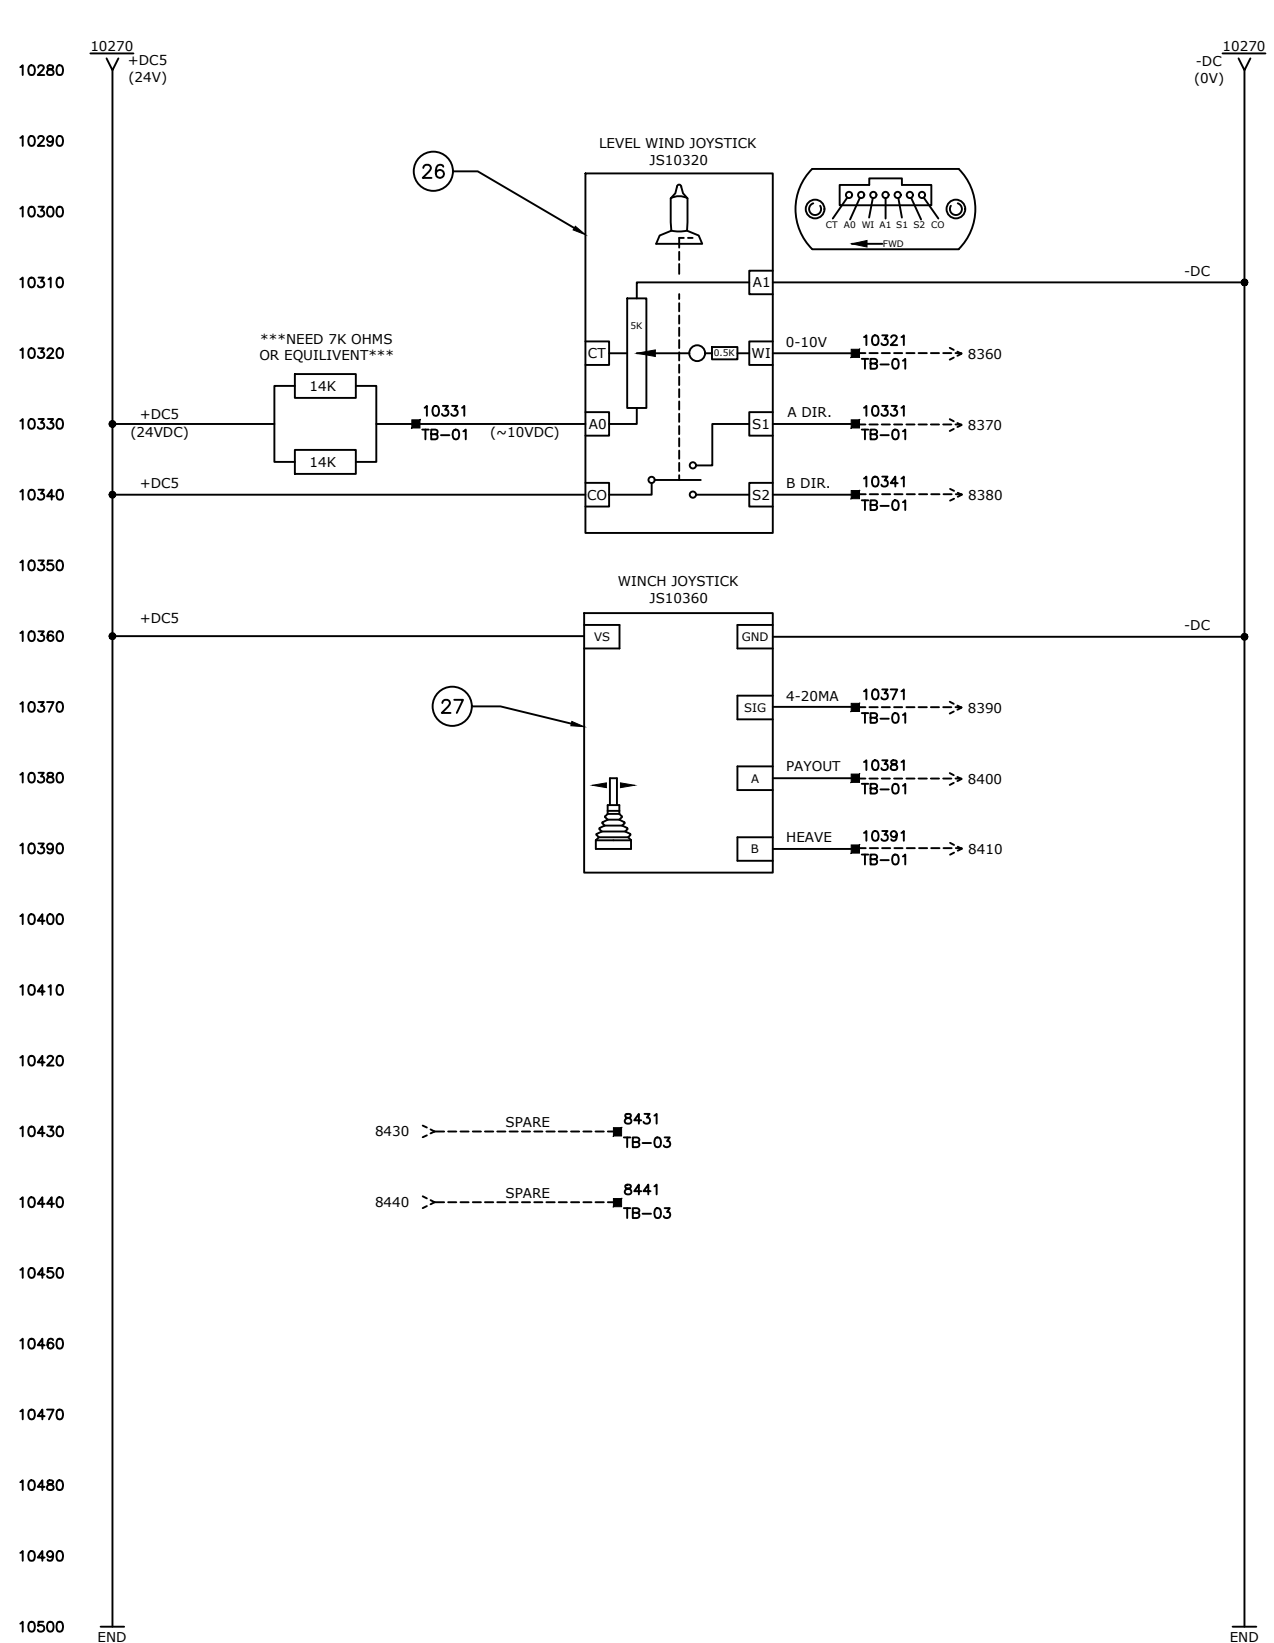 10270
10270
+DC5
(24V)
-DC
(0V)
10280
10290
LEVEL WIND JOYSTICK
JS10320
26
10300
CT A0 WI A1 S1 S2 CO
FWD
10310
A1
-DC
5K
***NEED 7K OHMS
OR EQUILIVENT***
10320
CT
0.5K
WI
0-10V
10321
TB-01
8360
14K
10330
+DC5
(24VDC)
10331
TB-01
(~10VDC)
A0
S1
A DIR.
10331
TB-01
8370
14K
10340
+DC5
CO
S2
B DIR.
10341
TB-01
8380
10350
WINCH JOYSTICK
JS10360
10360
+DC5
VS
GND
-DC
10370
27
SIG
4-20MA
10371
TB-01
8390
10380
A
PAYOUT
10381
TB-01
8400
10390
B
HEAVE
10391
TB-01
8410
10400
10410
10420
10430
8430
SPARE
8431
TB-03
10440
8440
SPARE
8441
TB-03
10450
10460
10470
10480
10490
10500
END
END